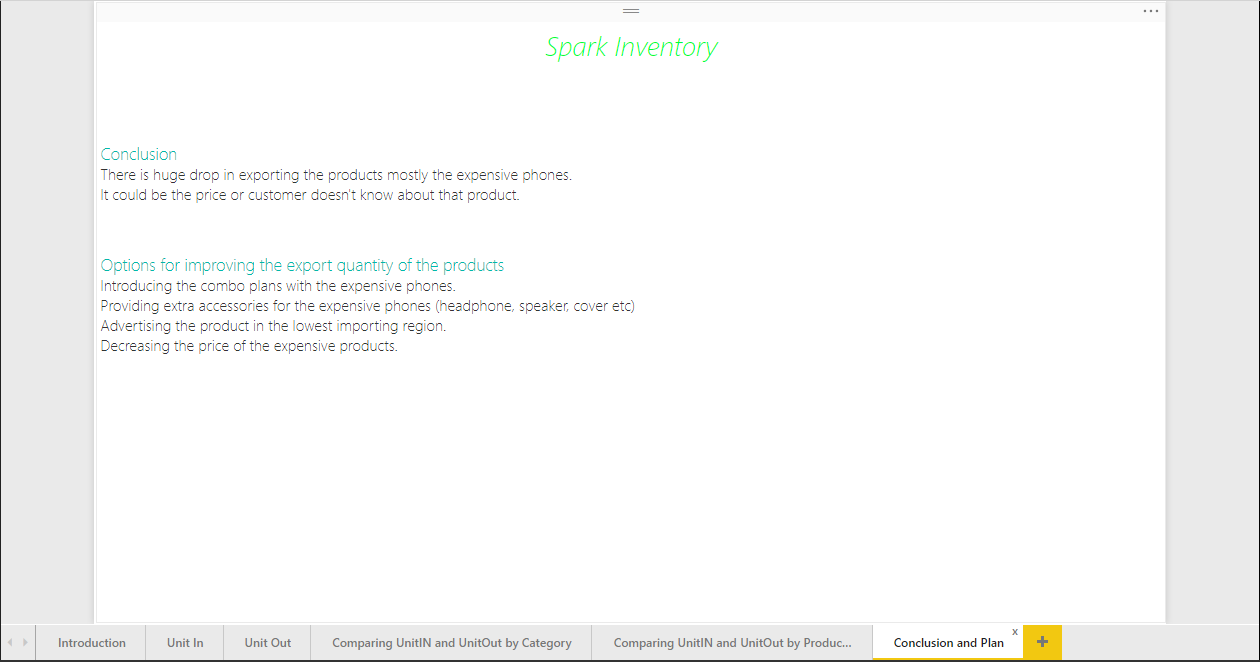 Spark Inventory
Conclusion
There is huge drop in exporting the products mostly the expensive phones.
It could be the price or customer doesn't know about that product.
Options for improving the export quantity of the products
Introducing the combo plans with the expensive phones.
Providing extra accessories for the expensive phones (headphone, speaker, cover etc)
Advertising the product in the lowest importing region.
Decreasing the price of the expensive products.
Introduction
Unit In
Unit Out
Comparing UnitIN and UnitOut by Category
Comparing UnitIN and UnitOut by Produc...
Conclusion and Plan
x
+